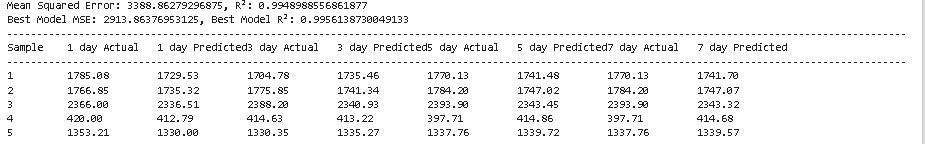 Mean Squared Error: 3388.86279296875, R²: 0.9948988556861877
Best Model MSE: 2913.86376953125, Best Model R²: 0.9956138730049133
Sample 1 day Actual 1 day Predicted3 day Actual 3 day Predicted5 day Actual 5 day Predicted7 day Actual 7 day Predicted
1 1785.08 1729.53 1704.78 1735.46 1770.13 1741.48 1770.13 1741.70
2 1766.85 1735.32 1775.85 1741.34 1784.20 1747.02 1784.20 1747.07
3 2366.00 2336.51 2388.20 2340.93 2393.90 2343.45 2393.90 2343.32
4 420.00 412.79 414.63 413.22 397.71 414.86 397.71 414.68
5 1353.21 1330.00 1330.35 1335.27 1337.76 1339.72 1337.76 1339.57